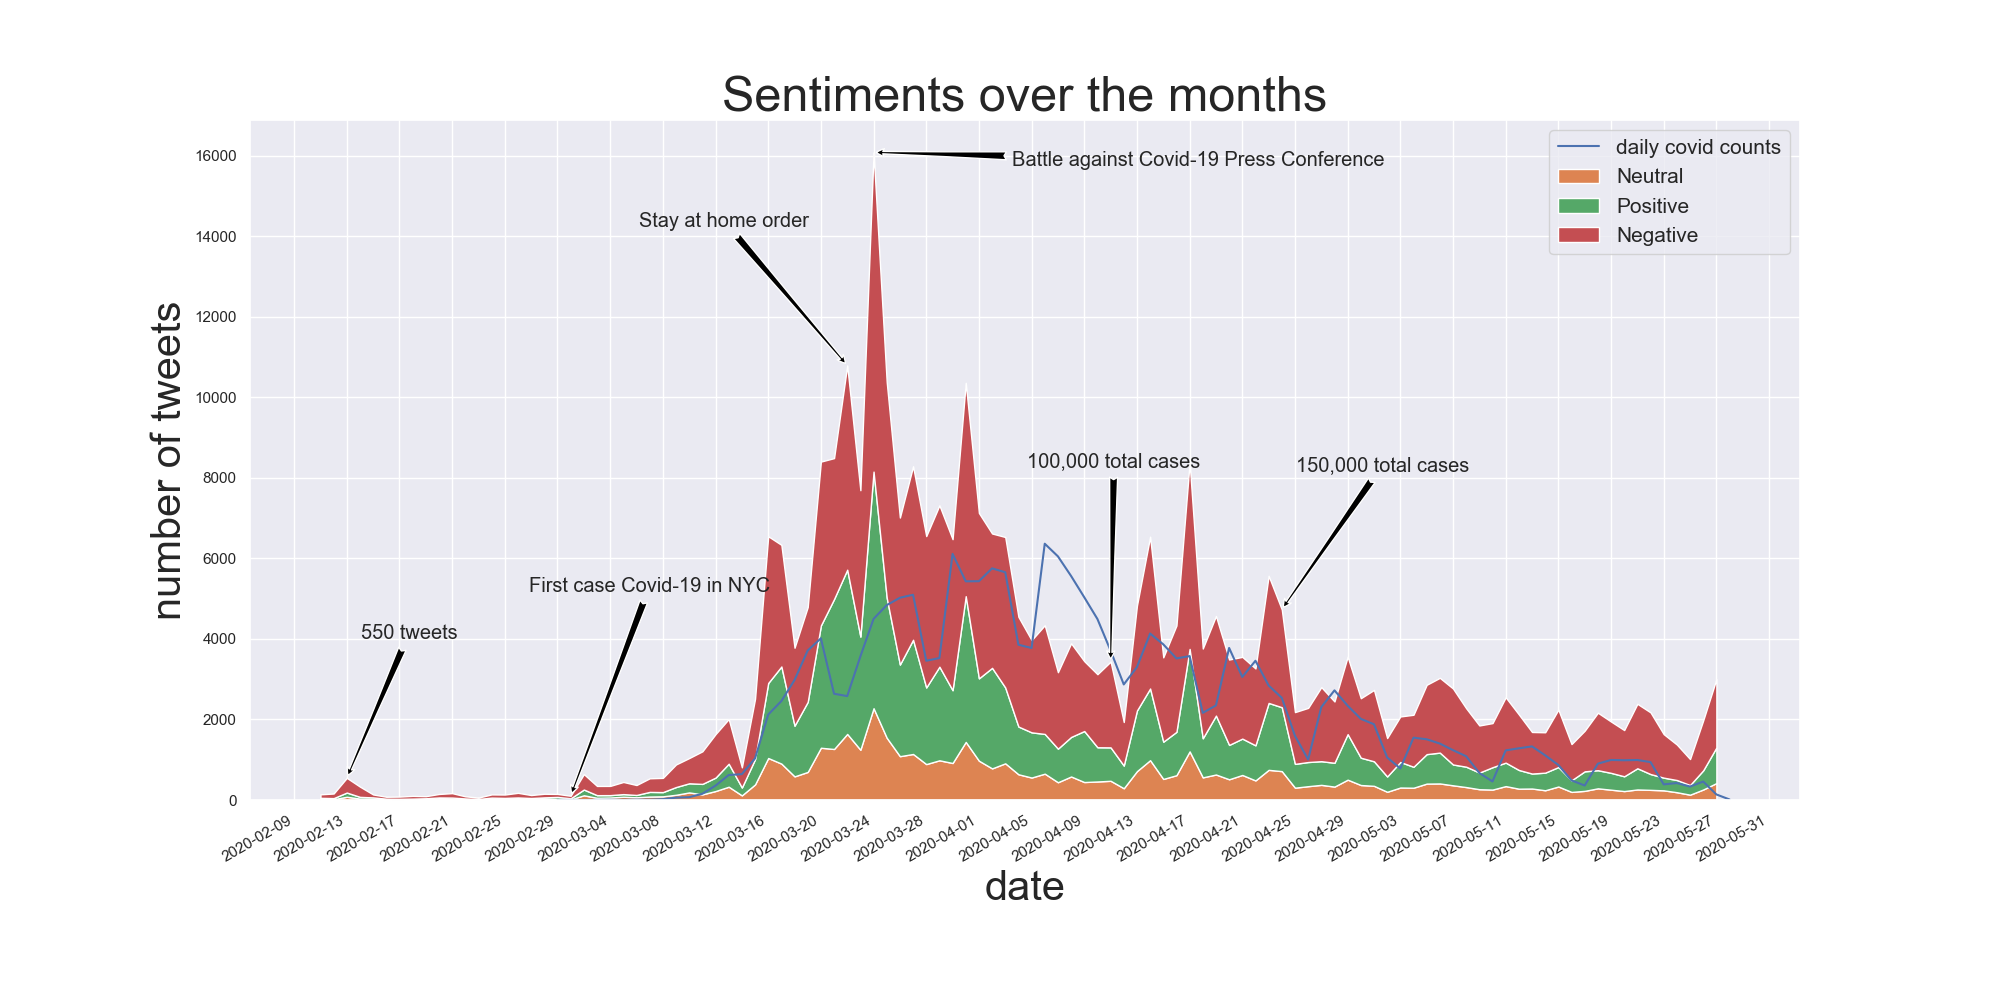 Sentiments over the months
daily covid counts
Neutral
Positive
Negative
Battle against Covid-19 Press Conference
Stay at home order
100,000 total cases
150,000 total cases
First case Covid-19 in NYC
550 tweets
number of tweets
16000
14000
12000
10000
8000
6000
4000
2000
0
2020-02-09
2020-02-13
2020-02-17
2020-02-21
2020-02-25
2020-02-29
2020-03-04
2020-03-08
2020-03-12
2020-03-16
2020-03-20
2020-03-24
2020-03-28
2020-04-01
2020-04-05
2020-04-09
2020-04-13
2020-04-17
2020-04-21
2020-04-25
2020-04-29
2020-05-03
2020-05-07
2020-05-11
2020-05-15
2020-05-19
2020-05-23
2020-05-27
2020-05-31
date